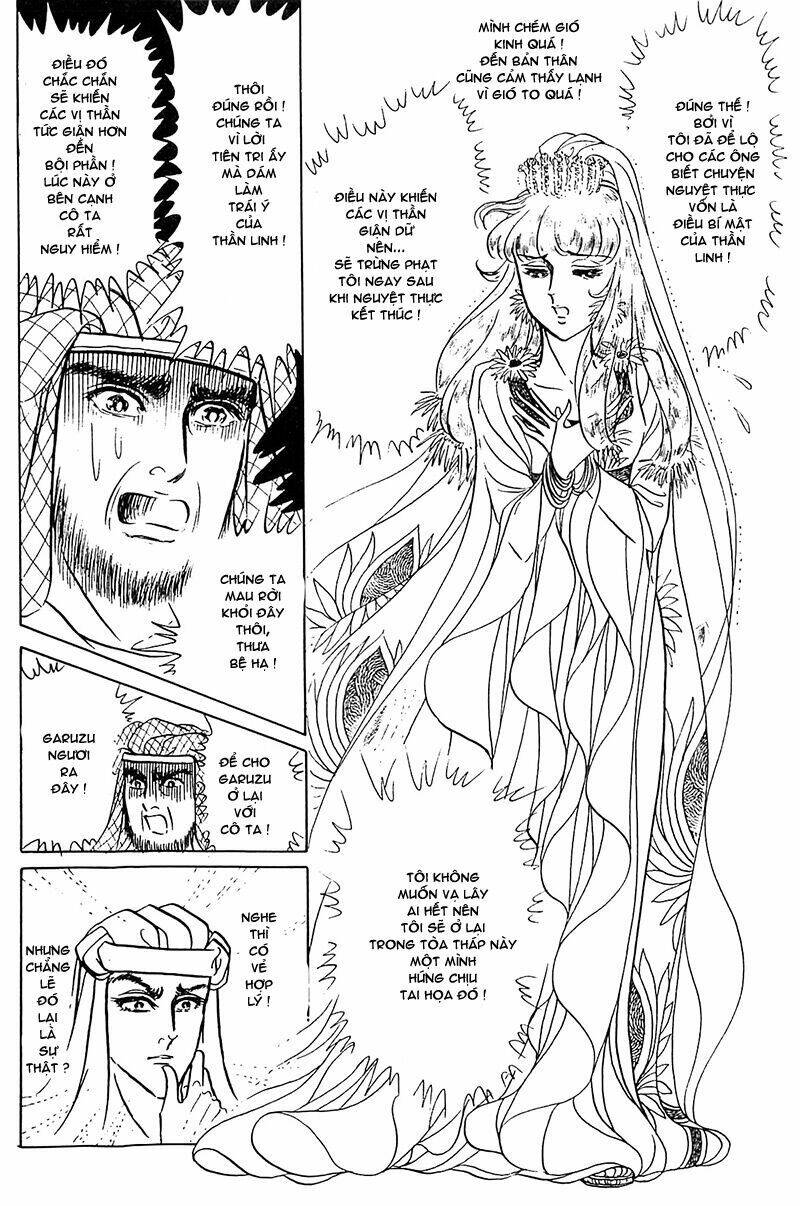 ĐÚNG THẾ!
BỞI VÌ
TÔI ĐÃ ĐỂ LỘ
CHO CÁC ÔNG
BIẾT CHUYỆN
NGUYỆT THỰC
VỐN LÀ
ĐIỀU BÍ MẬT
CỦA THẦN
LINH!
MÌNH CHÉM GIÓ
KINH QUÁ!
ĐẾN BẢN THÂN
CŨNG CẢM THẤY LẠNH
VÌ GIÓ TO QUÁ!
ĐIỀU NÀY KHIẾN
CÁC VỊ THẦN
GIẬN DỮ
NÊN...
SẼ TRỪNG PHẠT
TÔI NGAY SAU
KHI NGUYỆT THỰC
KẾT THÚC!
TÔI KHÔNG
MUỐN VẠ LÂY
AI HẾT NÊN
TÔI SẼ Ở LẠI
TRONG TÒA THÁP NÀY
MỘT MÌNH
HỨNG CHỊU
TAI HỌA ĐÓ!
THÔI
ĐÚNG RỒI!
CHÚNG TA
VÌ LỜI
TIÊN TRI ẤY
MÀ DÁM
LÀM
TRÁI Ý
CỦA
THẦN LINH!
ĐIỀU ĐÓ
CHẮC CHẮN
SẼ KHIẾN
CÁC VỊ THẦN
TỨC GIẬN HƠN
ĐẾN
BỘI PHẦN!
LÚC NÀY Ở
BÊN CẠNH
CÔ TA
RẤT
NGUY HIỂM!
CHÚNG TA
MAU RỜI
KHỎI ĐÂY
THÔI,
THƯA
BỆ HẠ!
ĐỂ CHO
GARUZU
Ở LẠI
VỚI
CÔ TA!
GARUZU
NGƯƠI
RA
ĐÂY!
NGHE
THÌ
CÓ
VẺ
HỢP
LÝ!
NHƯNG
CHẲNG
LẼ
ĐÓ
LẠI
LÀ
SỰ
THẬT?